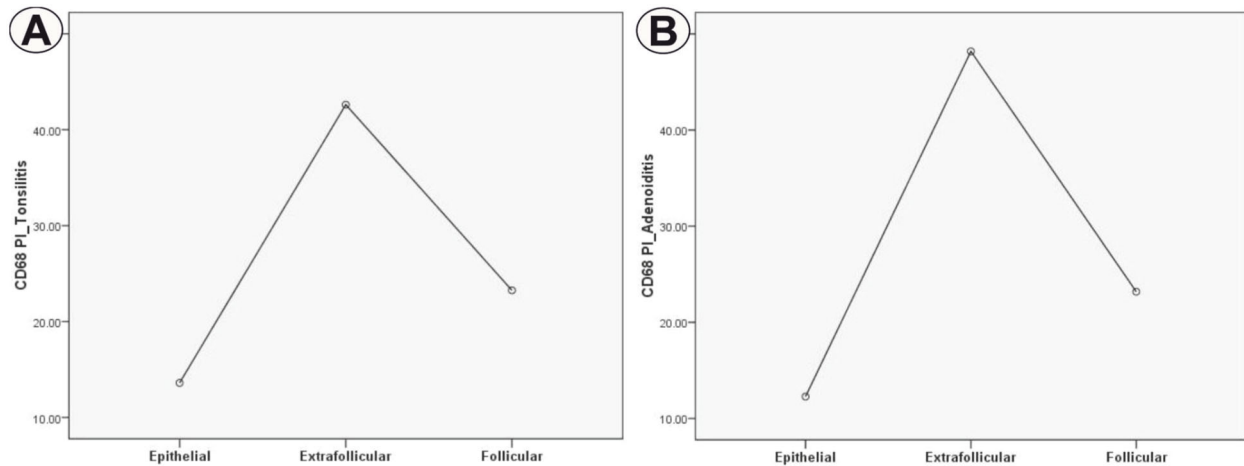 A
CD68 PI_Tonsilitis
40.00
30.00
20.00
10.00
Epithelial
Extrafollicular
Follicular
B
CD68 PI_Adenoiditis
40.00
30.00
20.00
10.00
Epithelial
Extrafollicular
Follicular